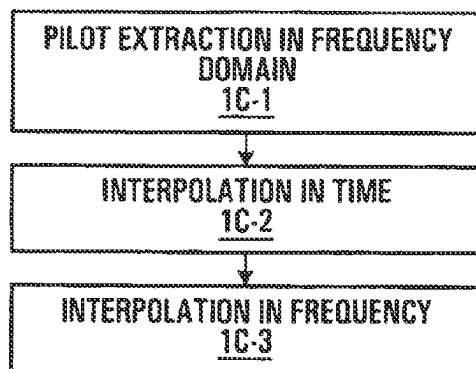 PILOT EXTRACTION IN FREQUENCY
DOMAIN
1C-1
INTERPOLATION IN TIME
1C-2
INTERPOLATION IN FREQUENCY
1C-3